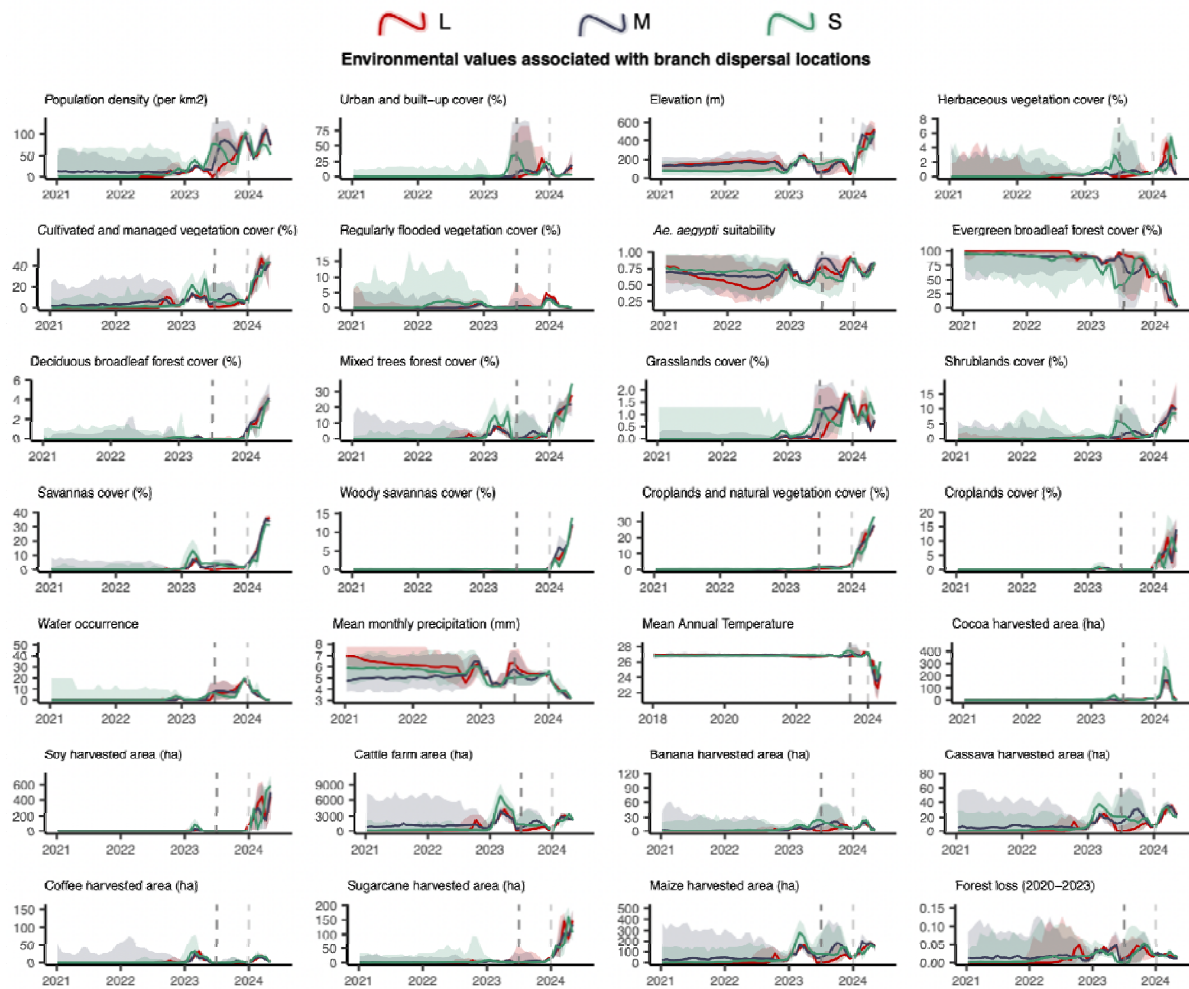 L M S
Environmental values associated with branch dispersal locations
Population density (per km2) Urban and built−up cover (%) Elevation (m) Herbaceous vegetation cover (%)
100 50 0 75 50 25 0 600 400 200 0 8 6 4 2 0
2021 2022 2023 2024 2021 2022 2023 2024 2021 2022 2023 2024 2021 2022 2023 2024
Cultivated and managed vegetation cover (%) Regularly flooded vegetation cover (%) Ae. aegypti suitability Evergreen broadleaf forest cover (%)
40 20 0 15 10 5 0 1.00 0.75 0.50 0.25 100 75 50 25 0
2021 2022 2023 2024 2021 2022 2023 2024 2021 2022 2023 2024 2021 2022 2023 2024
Deciduous broadleaf forest cover (%) Mixed trees forest cover (%) Grasslands cover (%) Shrublands cover (%)
6 4 2 0 30 20 10 0 2.0 1.5 1.0 0.5 0.0 15 10 5 0
2021 2022 2023 2024 2021 2022 2023 2024 2021 2022 2023 2024 2021 2022 2023 2024
Savannas cover (%) Woody savannas cover (%) Croplands and natural vegetation cover (%) Croplands cover (%)
40 30 20 10 0 15 10 5 0 30 20 10 0 20 15 10 5 0
2021 2022 2023 2024 2021 2022 2023 2024 2021 2022 2023 2024 2021 2022 2023 2024
Water occurrence Mean monthly precipitation (mm) Mean Annual Temperature Cocoa harvested area (ha)
50 40 30 20 10 0 8 7 6 5 4 3 28 26 24 22 400 300 200 100 0
2021 2022 2023 2024 2021 2022 2023 2024 2018 2020 2022 2024 2021 2022 2023 2024
Soy harvested area (ha) Cattle farm area (ha) Banana harvested area (ha) Cassava harvested area (ha)
600 400 200 0 9000 6000 3000 0 120 90 60 30 0 80 60 40 20 0
2021 2022 2023 2024 2021 2022 2023 2024 2021 2022 2023 2024 2021 2022 2023 2024
Coffee harvested area (ha) Sugarcane harvested area (ha) Maize harvested area (ha) Forest loss (2020−2023)
150 100 50 0 200 150 100 50 0 500 400 300 200 100 0 0.15 0.10 0.05 0.00
2021 2022 2023 2024 2021 2022 2023 2024 2021 2022 2023 2024 2021 2022 2023 2024